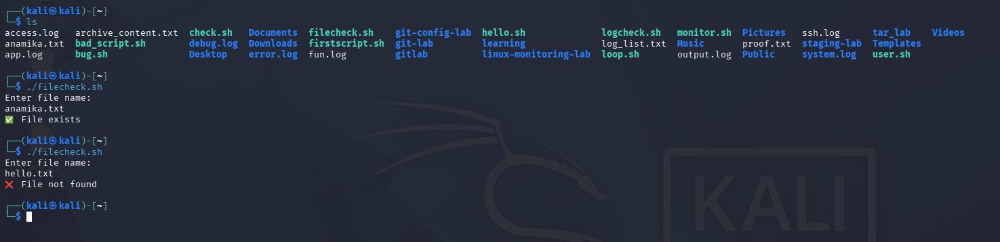 ┌──(kali㉿kali)-[~]
└─$ ls
access.log   archive_content.txt  check.sh   Documents  filecheck.sh    git-config-lab  hello.sh              logcheck.sh   monitor.sh  Pictures  ssh.log      tar_lab    Videos
anamika.txt  bad_script.sh        debug.log  Downloads  firstscript.sh  git-lab         learning              log_list.txt  Music       proof.txt  staging-lab  Templates
app.log      bug.sh               Desktop    error.log  fun.log         gitlab          linux-monitoring-lab  loop.sh       output.log  Public    system.log   user.sh
┌──(kali㉿kali)-[~]
└─$ ./filecheck.sh
Enter file name:
anamika.txt
✅ File exists
┌──(kali㉿kali)-[~]
└─$ ./filecheck.sh
Enter file name:
hello.txt
❌ File not found
┌──(kali㉿kali)-[~]
└─$
KALI